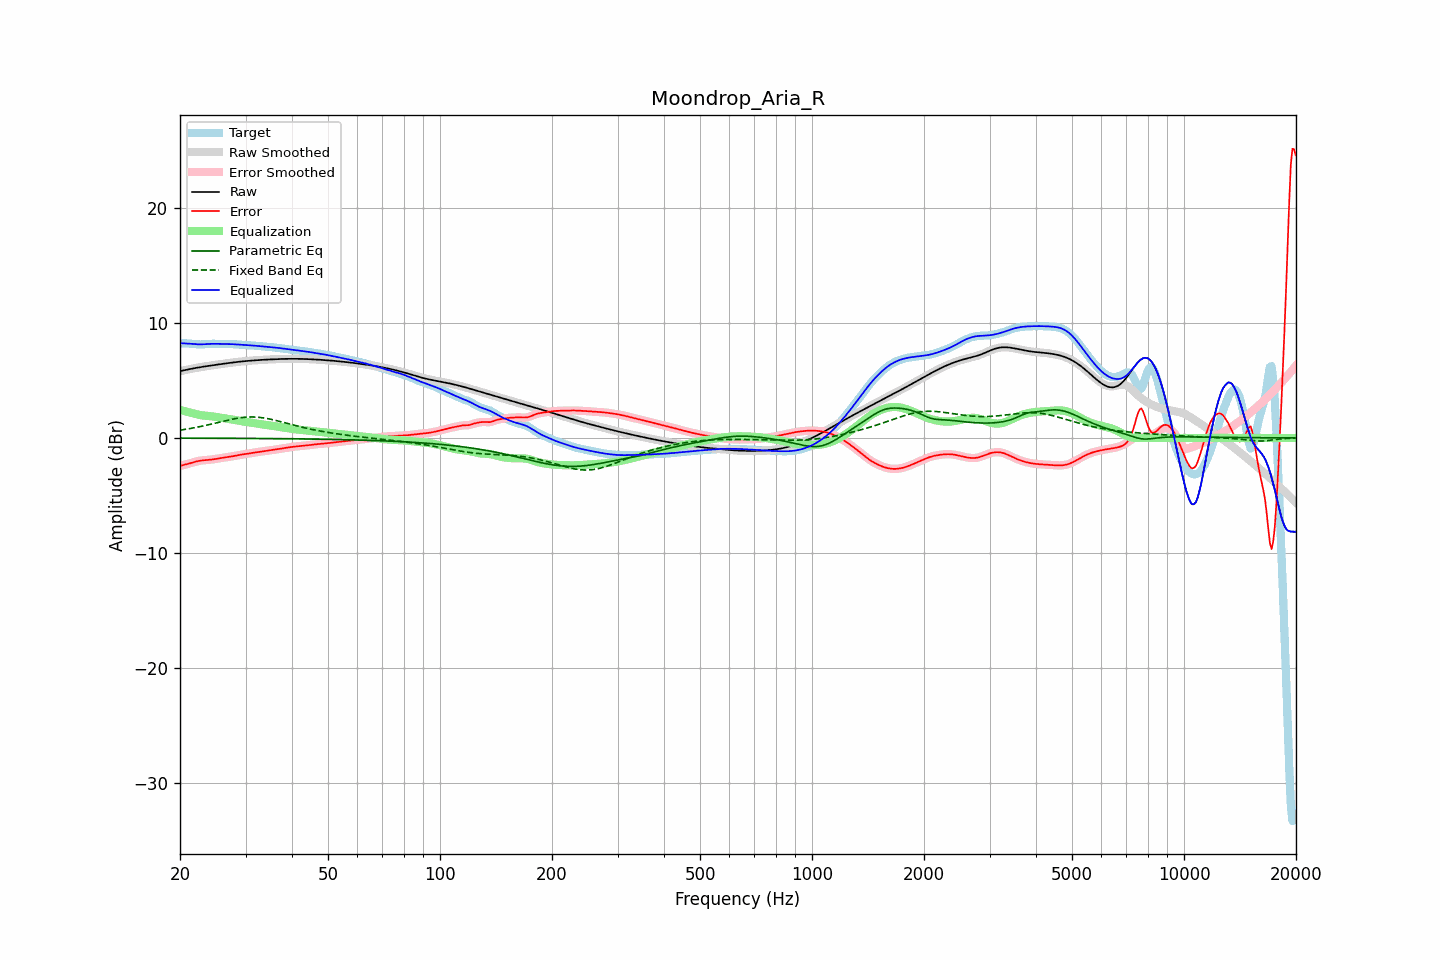 Moondrop_Aria_R
Target
Raw Smoothed
Error Smoothed
Raw
Error
Equalization
Parametric Eq
Fixed Band Eq
Equalized
20
10
0
−10
−20
−30
Amplitude (dBr)
20 50 100 200 500 1000 2000 5000 10000 20000
Frequency (Hz)